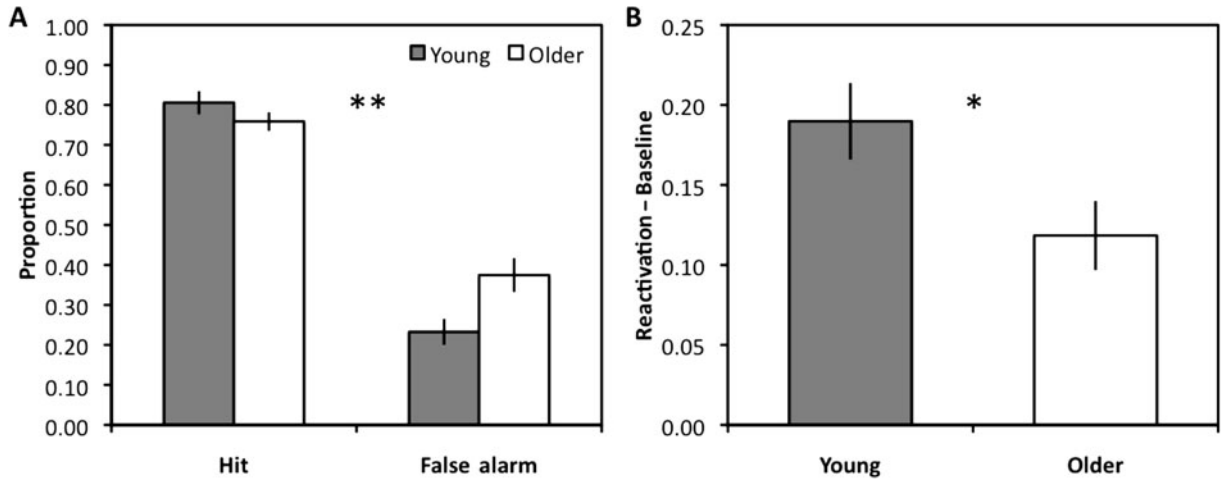 A
1.00
0.90
0.80
0.70
0.60
0.50
0.40
0.30
0.20
0.10
0.00
Proportion
Young Older
**
Hit False alarm
B
0.25
0.20
0.15
0.10
0.05
0.00
Reactivation – Baseline
*
Young Older